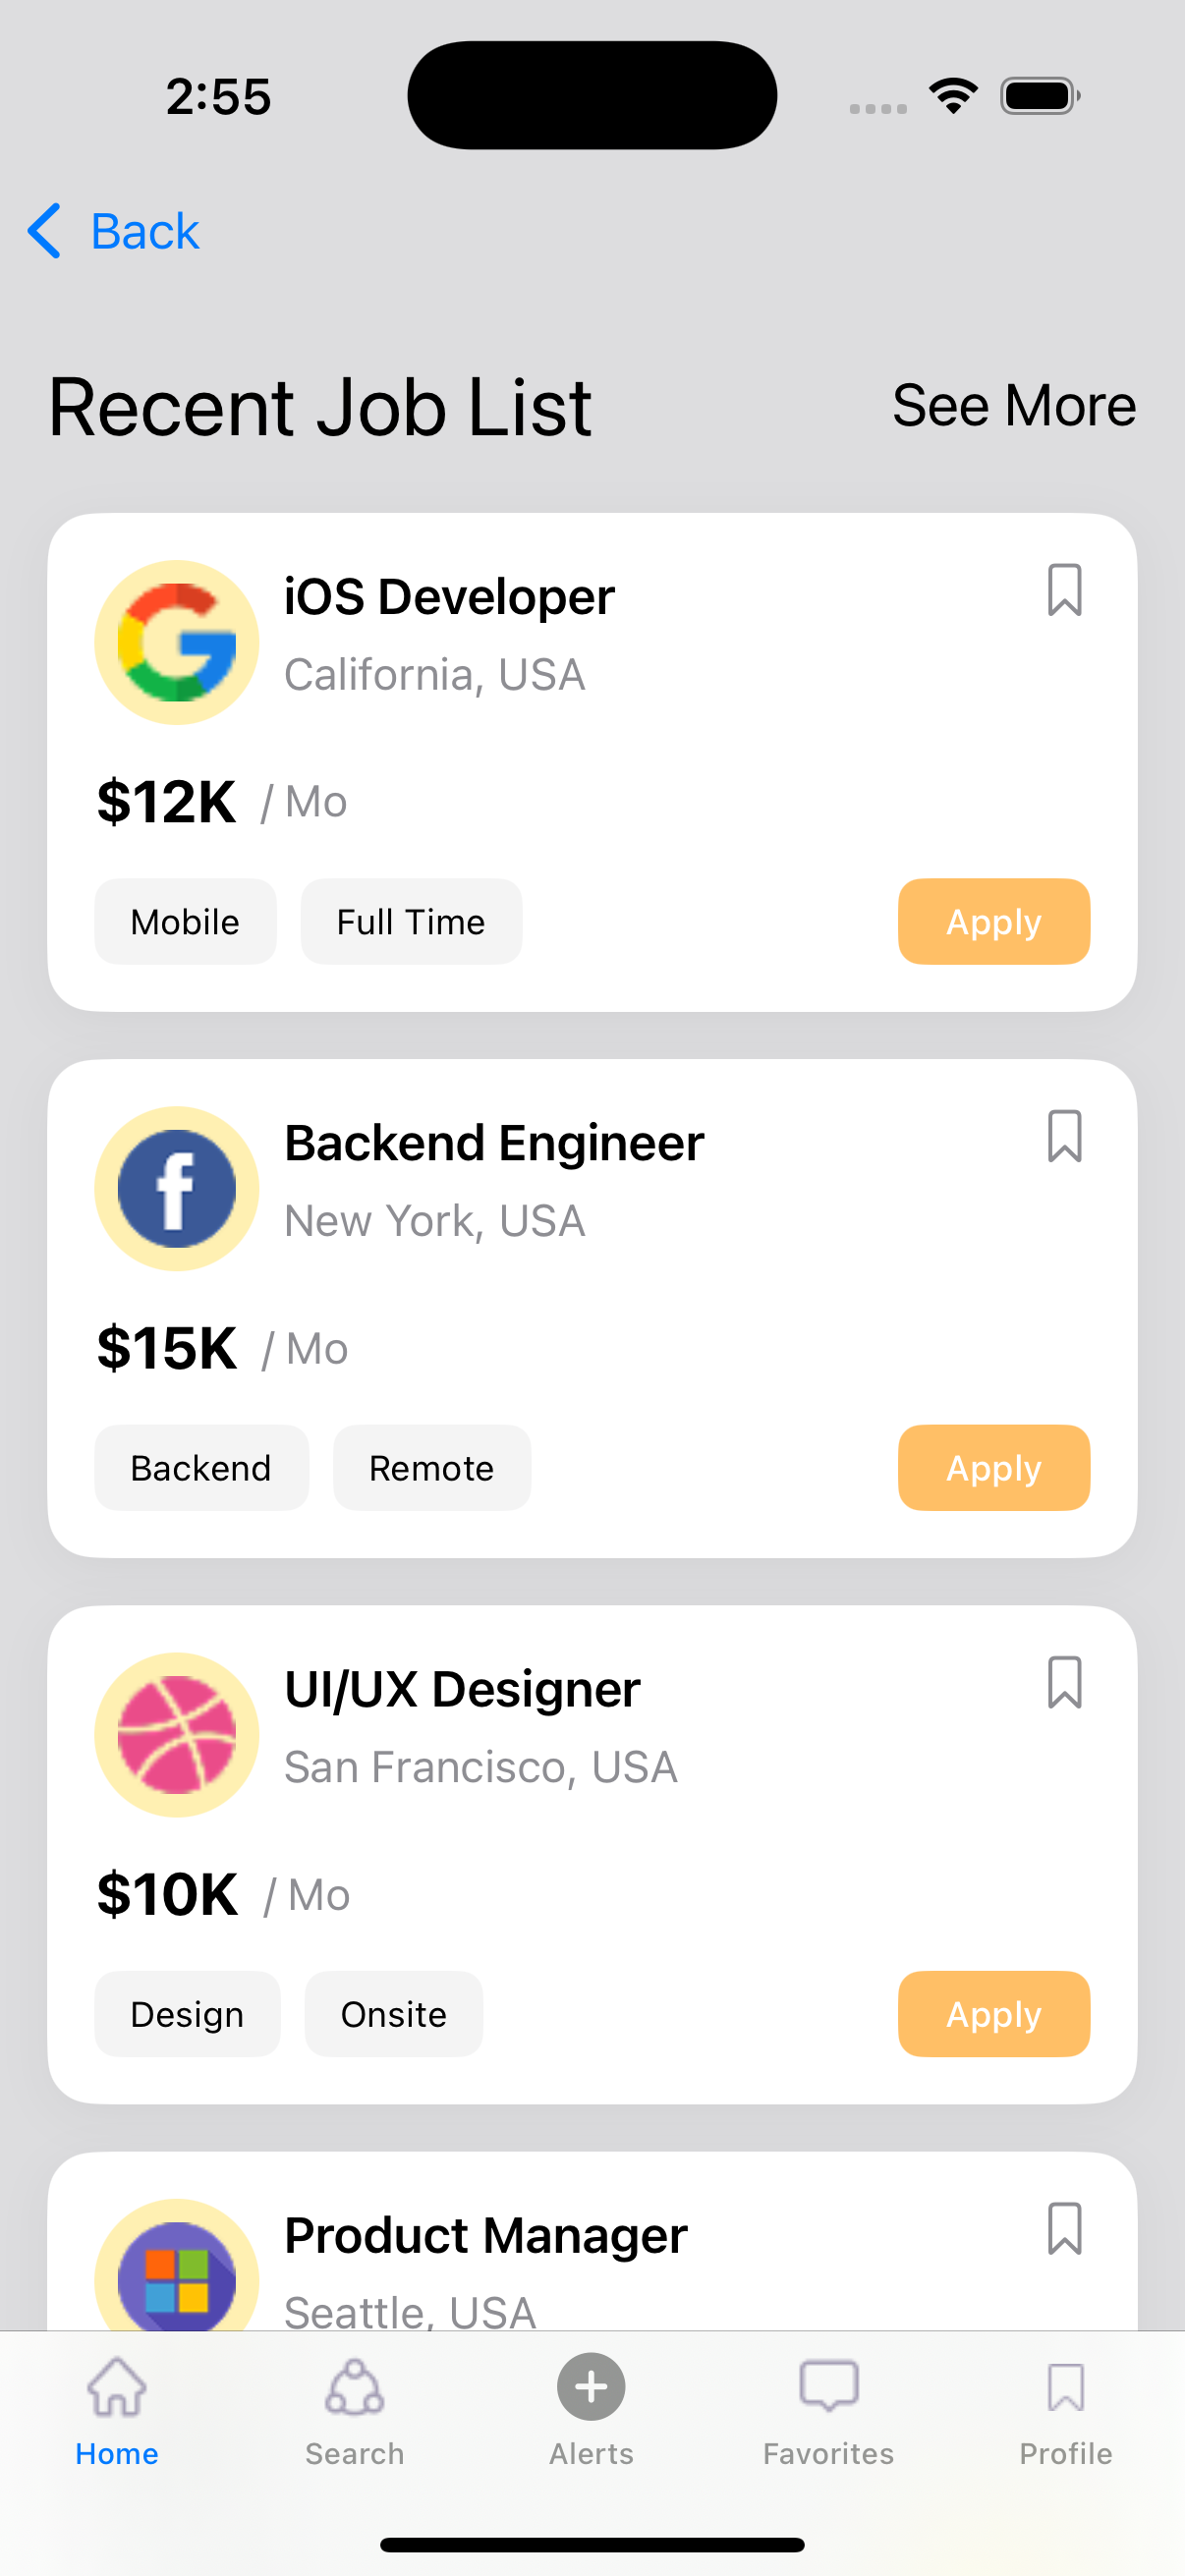 2:55
Back
Recent Job List See More
iOS Developer
California, USA
$12K / Mo
Mobile Full Time Apply
Backend Engineer
New York, USA
$15K / Mo
Backend Remote Apply
UI/UX Designer
San Francisco, USA
$10K / Mo
Design Onsite Apply
Product Manager
Seattle, USA
Home Search Alerts Favorites Profile